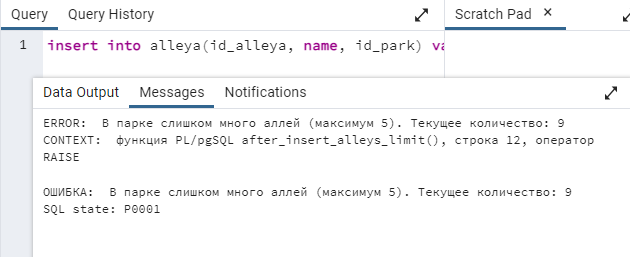 Query Query History Scratch Pad ×
1 insert into alleya(id_alleya, name, id_park) va
Data Output Messages Notifications
ERROR: В парке слишком много аллей (максимум 5). Текущее количество: 9
CONTEXT: функция PL/pgSQL after_insert_alleys_limit(), строка 12, оператор
RAISE
ОШИБКА: В парке слишком много аллей (максимум 5). Текущее количество: 9
SQL state: P0001